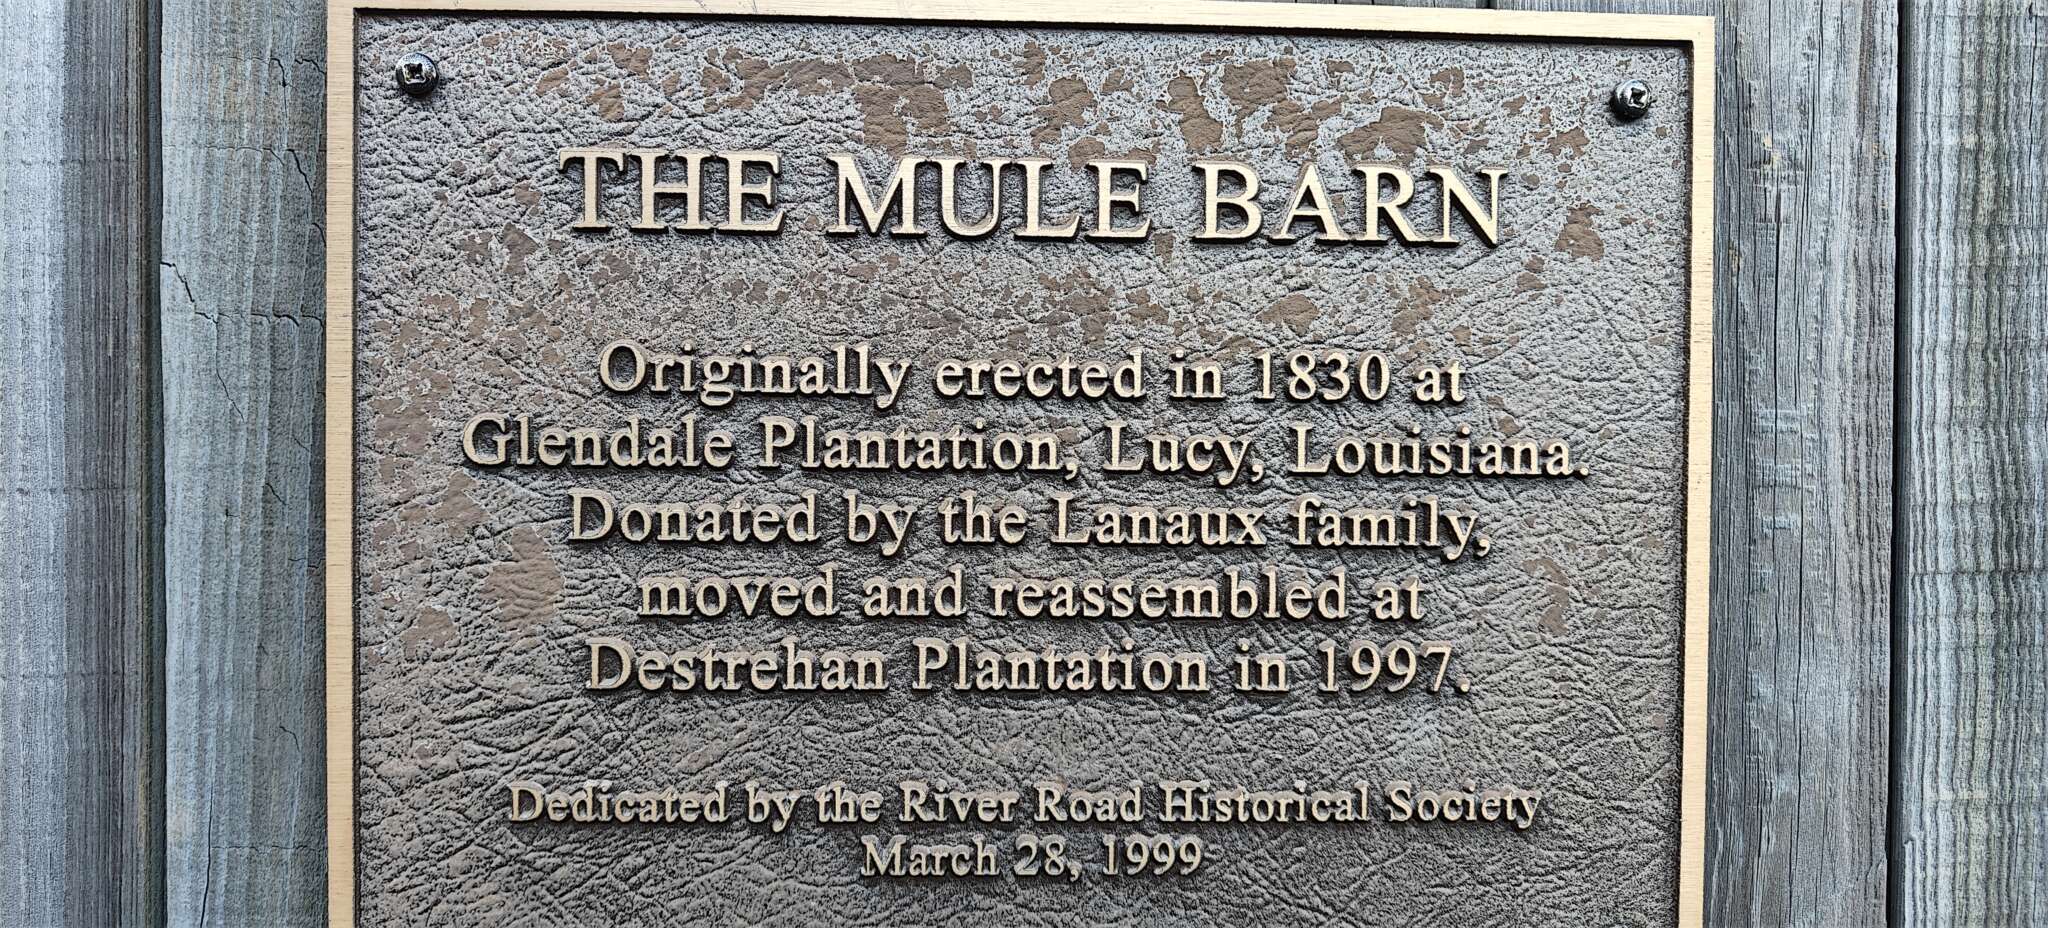 THE MULE BARN
Originally erected in 1830 at
Glendale Plantation, Lucy, Louisiana.
Donated by the Lanaux family,
moved and reassembled at
Destrehan Plantation in 1997.
Dedicated by the River Road Historical Society
March 28, 1999